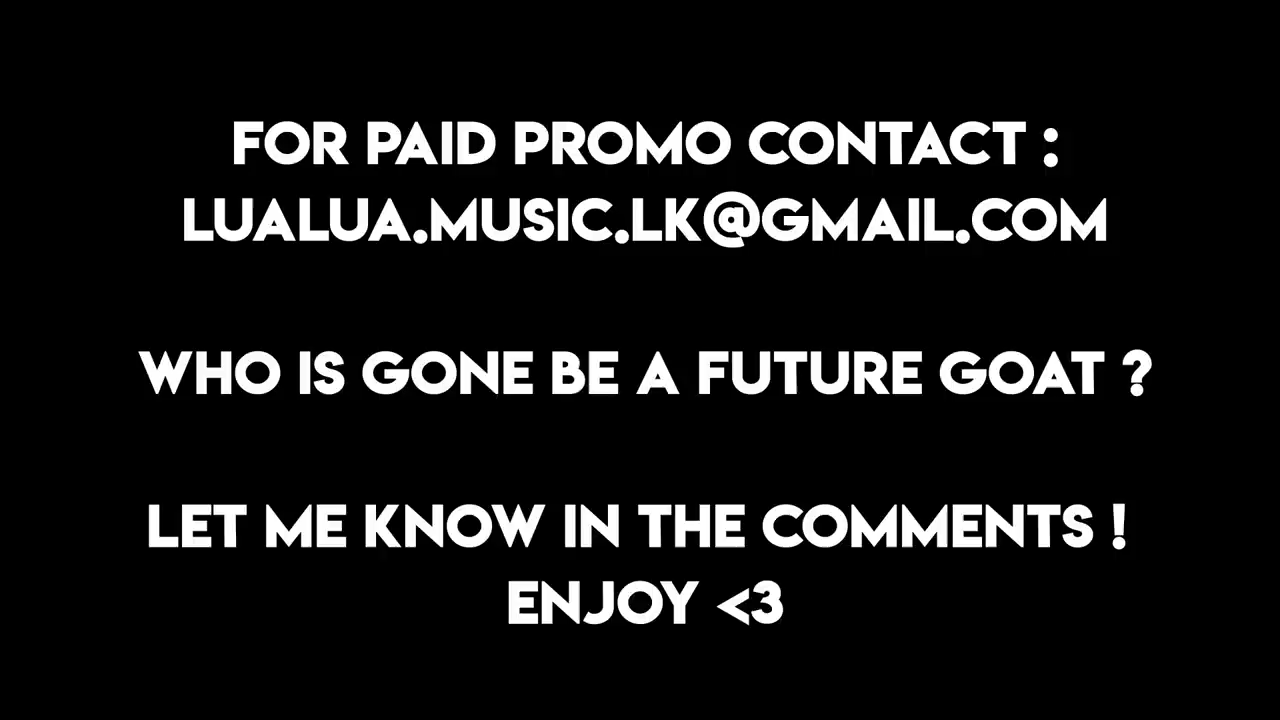 FOR PAID PROMO CONTACT :
LUALUA.MUSIC.LK@GMAIL.COM
WHO IS GONE BE A FUTURE GOAT ?
LET ME KNOW IN THE COMMENTS !
ENJOY <3